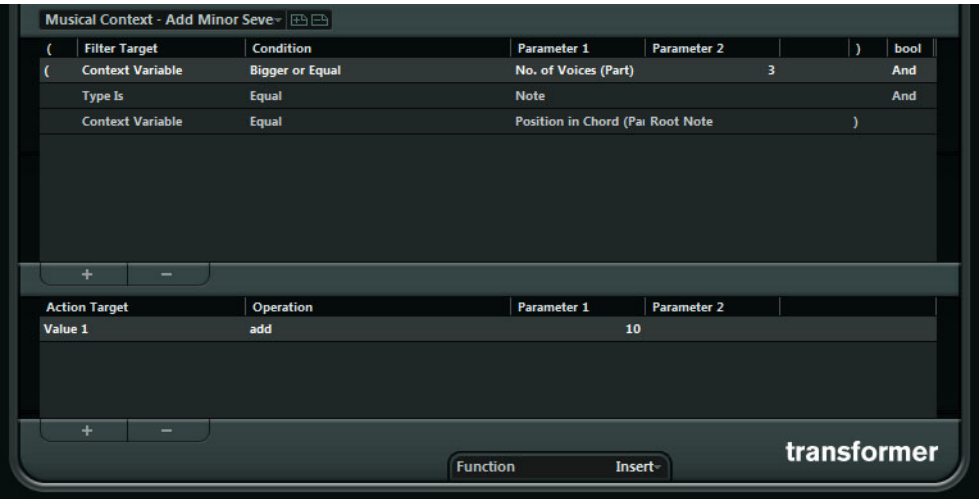 Musical Context - Add Minor Seve
( Filter Target Condition Parameter 1 Parameter 2 ) bool
( Context Variable Bigger or Equal No. of Voices (Part) 3 And
Type Is Equal Note And
Context Variable Equal Position in Chord (Pa Root Note )
+ −
Action Target Operation Parameter 1 Parameter 2
Value 1 add 10
+ −
transformer
Function Insert